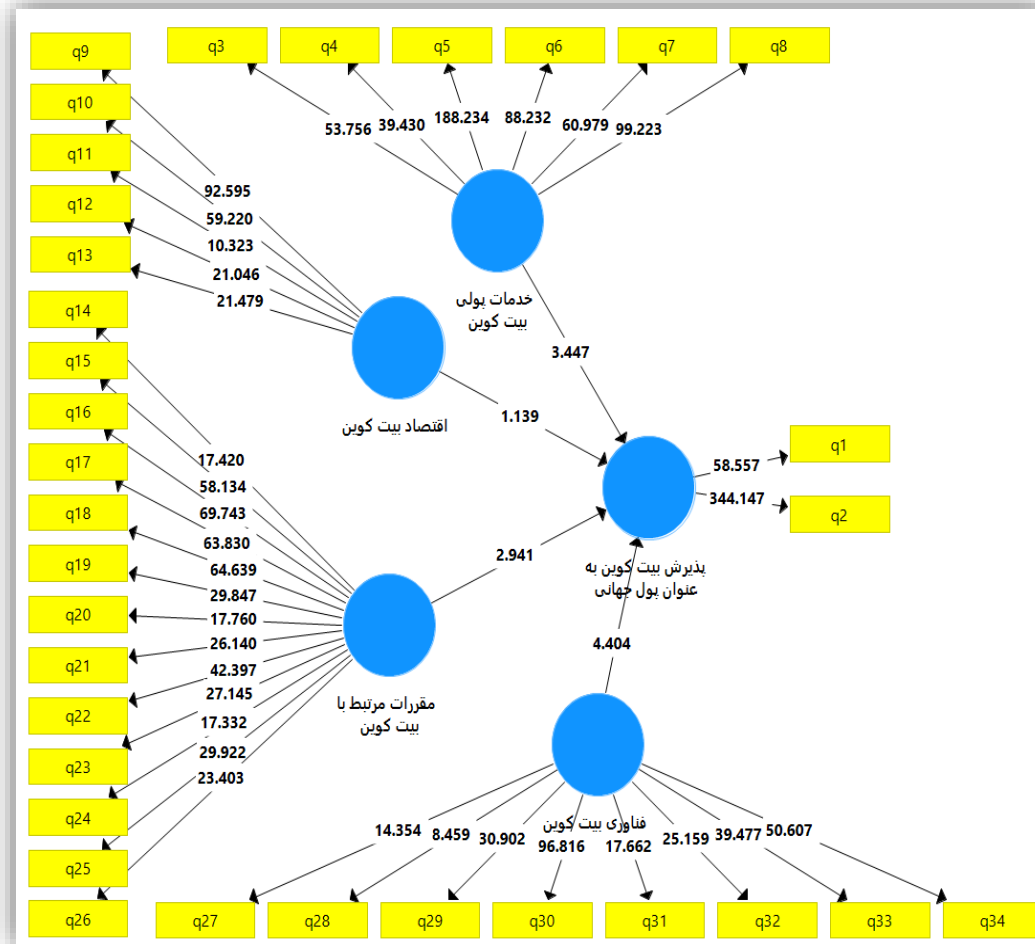 q3
q4
q5
q6
q7
q8
q9
q10
q11
q12
q13
q14
q15
q16
q17
q18
q19
q20
q21
q22
q23
q24
q25
q26
53.756
39.430
188.234
88.232
60.979
99.223
92.595
59.220
10.323
21.046
21.479
خدمات پولی
بیت کوین
3.447
اقتصاد بیت کوین
1.139
q1
58.557
344.147
q2
17.420
58.134
69.743
63.830
64.639
29.847
17.760
26.140
42.397
27.145
17.332
29.922
23.403
2.941
پذیرش بیت کوین به
عنوان پول جهانی
4.404
مقررات مرتبط با
بیت کوین
فناوری بیت کوین
14.354
8.459
30.902
96.816
17.662
25.159
39.477
50.607
q27
q28
q29
q30
q31
q32
q33
q34